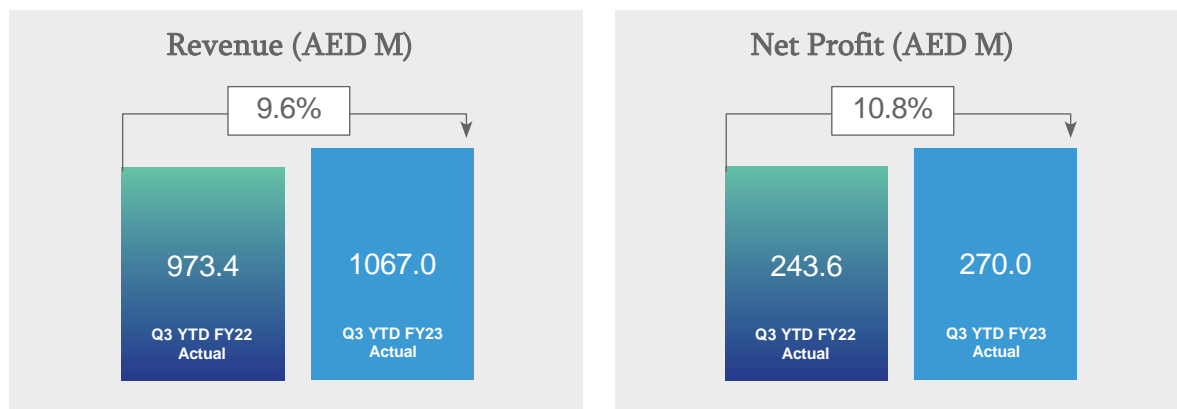 Revenue (AED M)
9.6%
973.4
Q3 YTD FY22
Actual
1067.0
Q3 YTD FY23
Actual
Net Profit (AED M)
10.8%
243.6
Q3 YTD FY22
Actual
270.0
Q3 YTD FY23
Actual